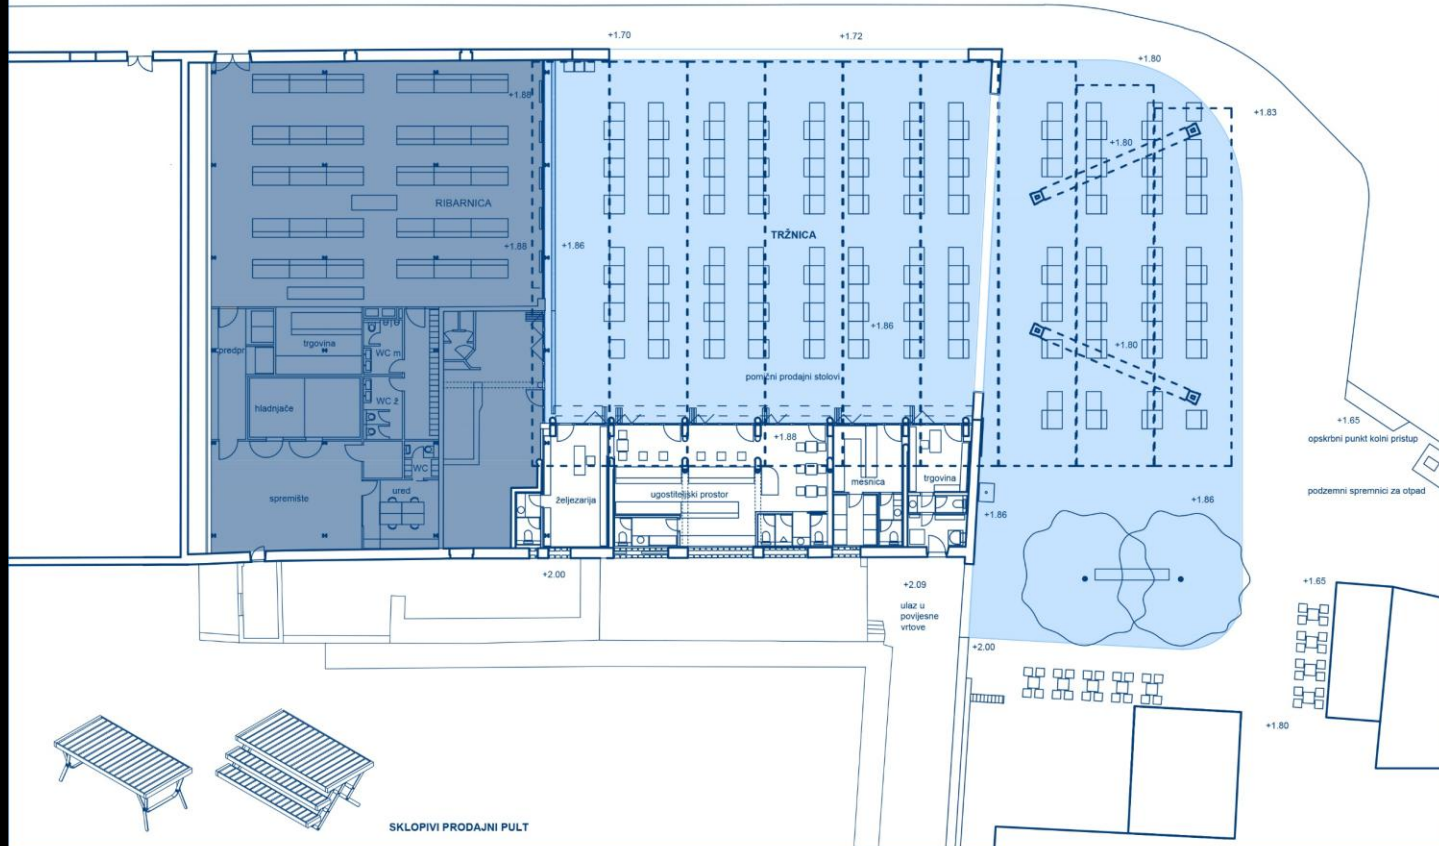 +1.70
+1.72
+1.80
+1.88
+1.83
+1.80
RIBARNICA
TRŽNICA
+1.88
+1.86
+1.86
trgovina
predpr
WC m
+1.80
pomični prodajni stolovi
WC ž
hladnjače
+1.65
opskrbni punkt kolni pristup
+1.88
WC
mesnica
trgovina
ured
spremište
željezarija
ugostiteljski prostor
podzemni spremnici za otpad
+1.86
+1.86
+2.00
+2.09
+1.65
ulaz u
povijesne
vrtove
+2.00
+1.80
SKLOPIVI PRODAJNI PULT